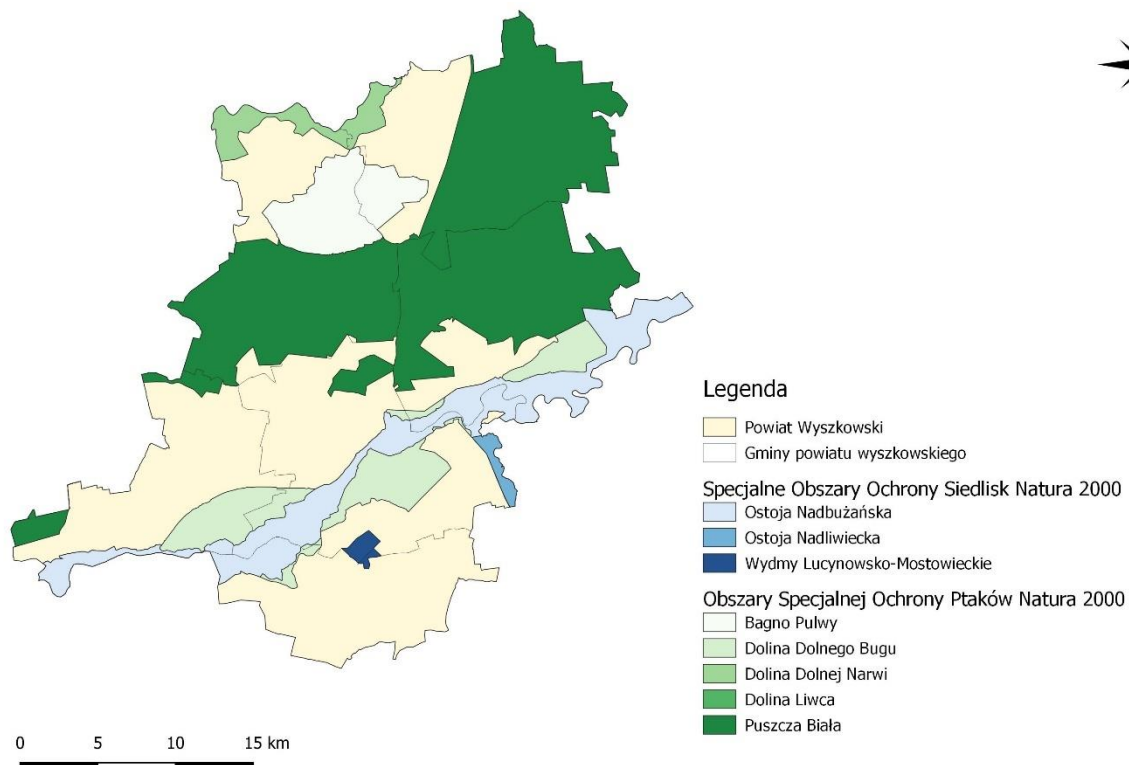 Legenda
Powiat Wyszkowski
Gminy powiatu wyszkowskiego
Specjalne Obszary Ochrony Siedlisk Natura 2000
Ostoja Nadbużańska
Ostoja Nadliwiecka
Wydmy Lucynowsko-Mostowieckie
Obszary Specjalnej Ochrony Ptaków Natura 2000
Bagno Pulwy
Dolina Dolnego Bugu
Dolina Dolnej Narwi
Dolina Liwca
Puszcza Biała
0 5 10 15 km